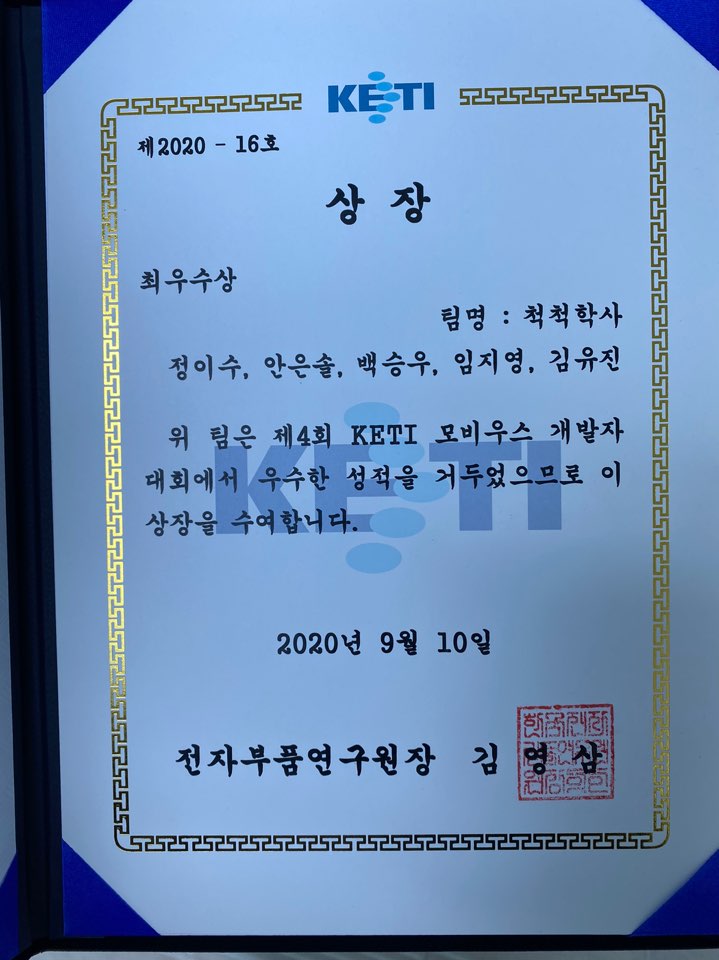 KETI
제2020 - 16호
상 장
최우수상
팀명 : 척척학사
정이수, 안은솔, 백승우, 임지영, 김유진
위 팀은 제4회 KETI 모비우스 개발자
대회에서 우수한 성적을 거두었으므로 이
상장을 수여합니다.
KETI
2020년 9월 10일
전자부품연구원장 김 영 삼